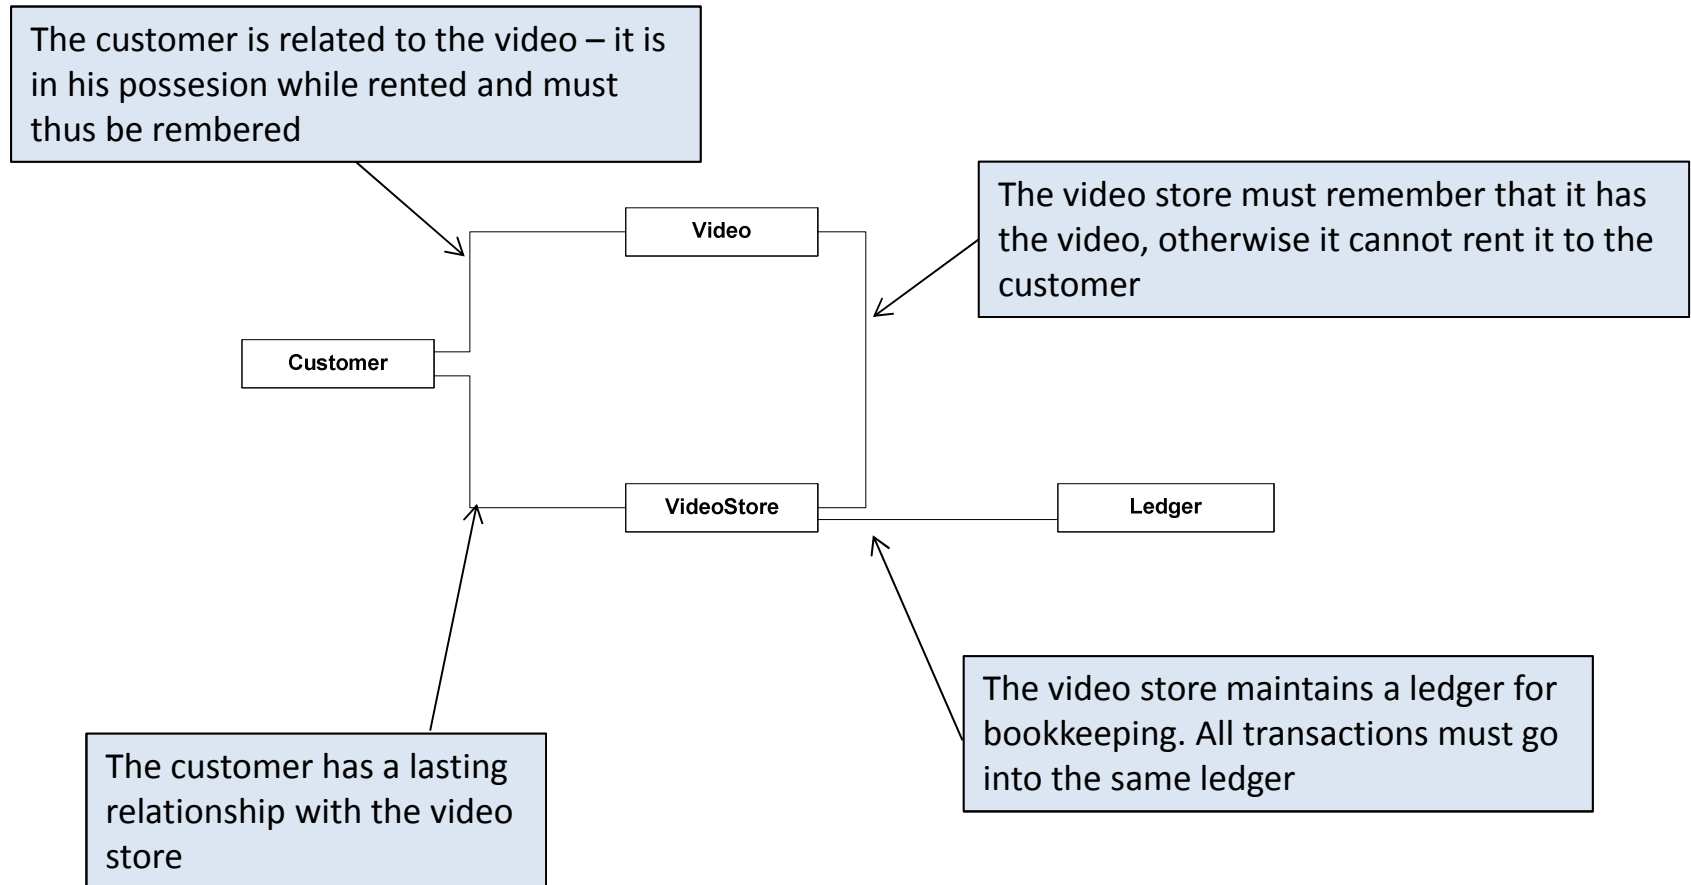 The customer is related to the video – it is
in his possesion while rented and must
thus be rembered
The video store must remember that it has
the video, otherwise it cannot rent it to the
customer
Video
Customer
VideoStore
Ledger
The video store maintains a ledger for
bookkeeping. All transactions must go
into the same ledger
The customer has a lasting
relationship with the video
store